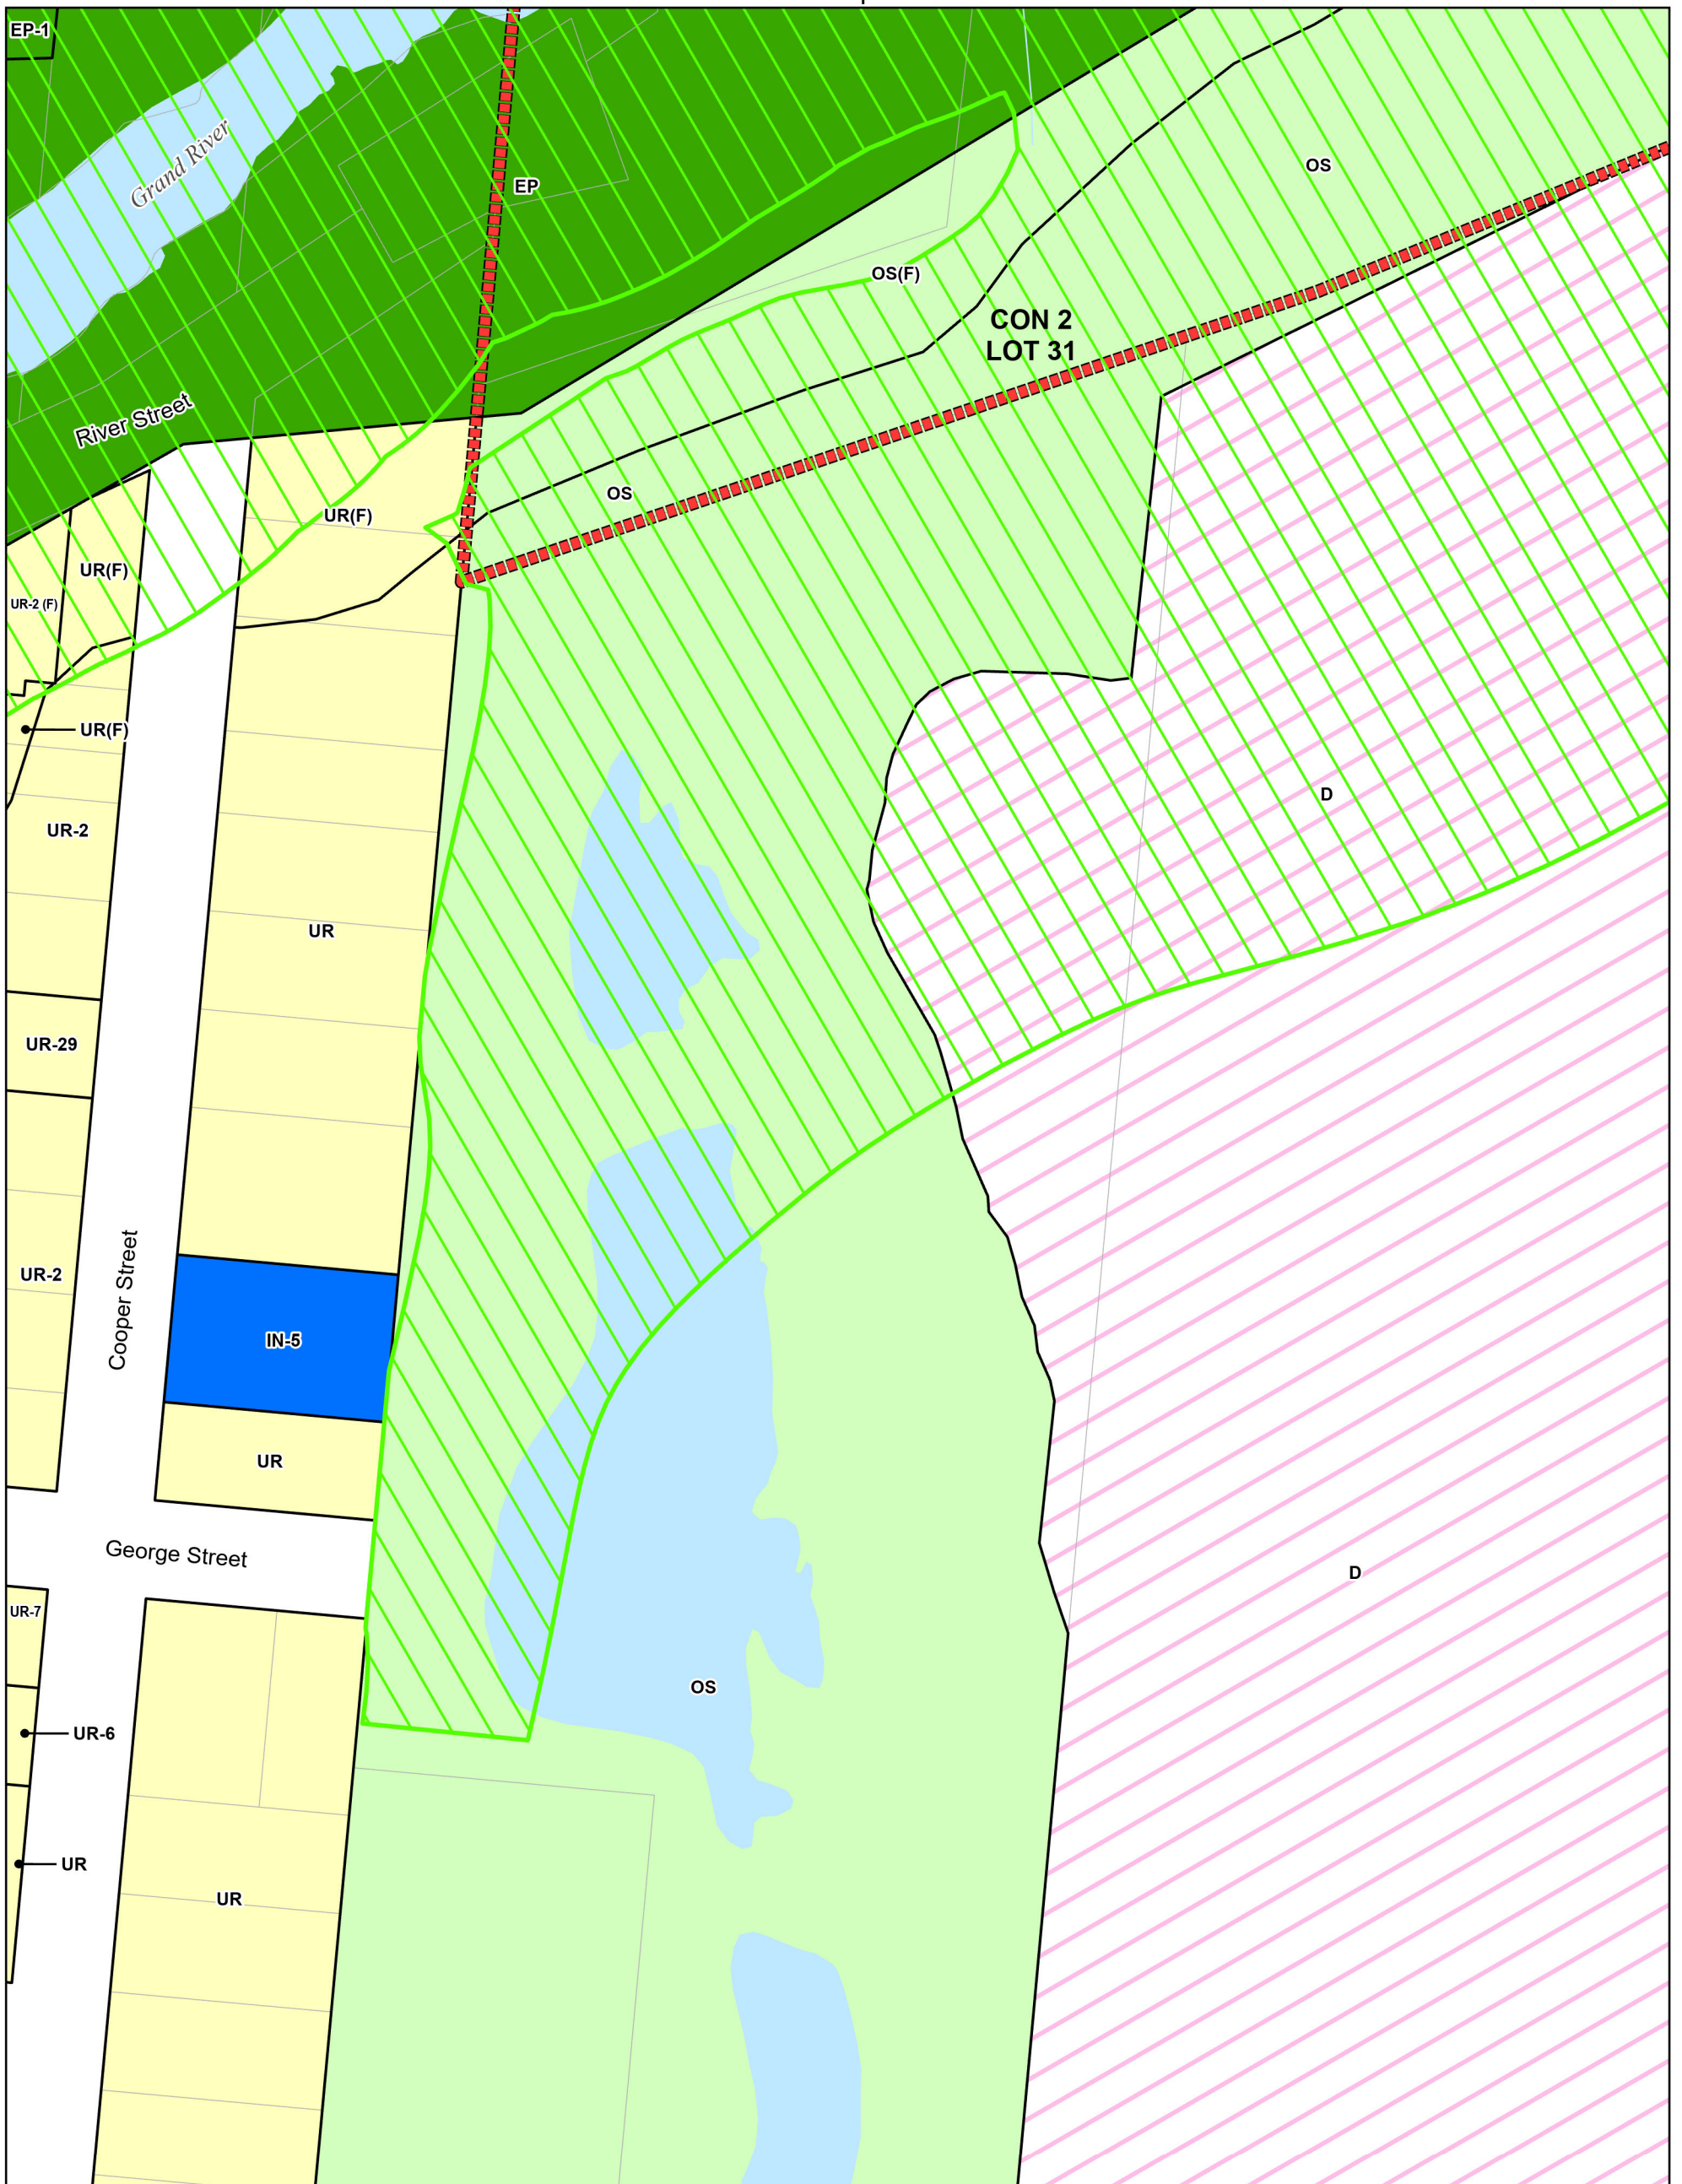 EP-1
Grand River
EP
OS
OS(F)
CON 2
LOT 31
River Street
OS
UR(F)
UR(F)
UR-2 (F)
UR(F)
D
UR-2
UR
UR-29
UR-2
Cooper Street
IN-5
UR
George Street
D
UR-7
OS
UR-6
UR
UR